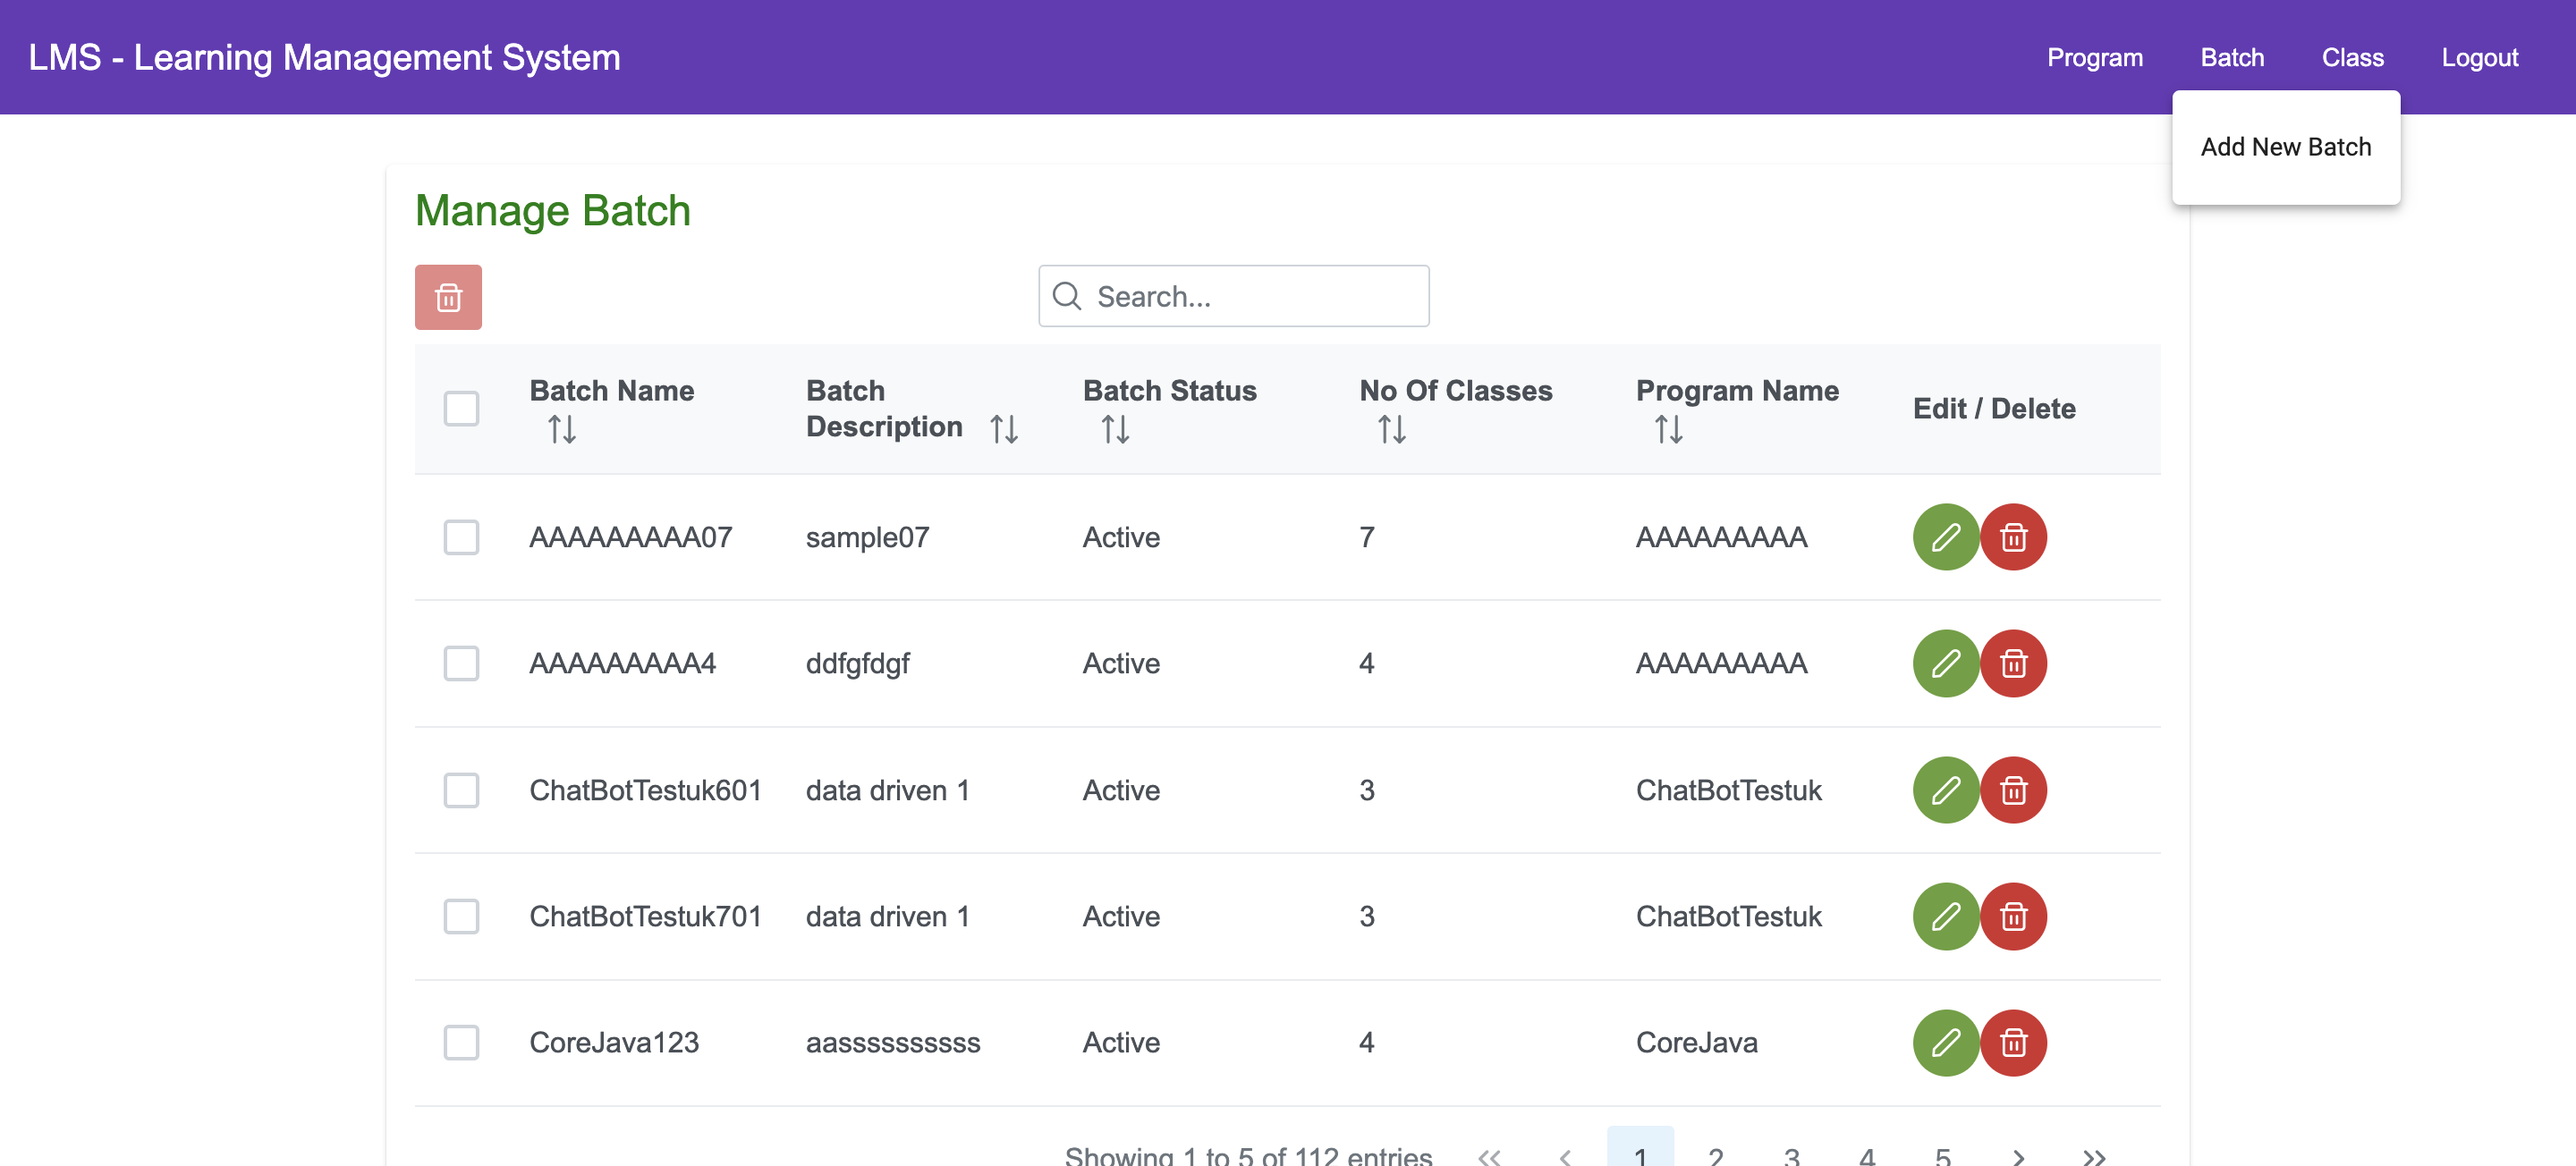 LMS - Learning Management System
Program Batch Class Logout
Add New Batch
Manage Batch
Search...
Batch Name Batch Description Batch Status No Of Classes Program Name Edit / Delete
AAAAAAAAA07 sample07 Active 7 AAAAAAAAA
AAAAAAAAA4 ddfgfdgf Active 4 AAAAAAAAA
ChatBotTestuk601 data driven 1 Active 3 ChatBotTestuk
ChatBotTestuk701 data driven 1 Active 3 ChatBotTestuk
CoreJava123 aassssssssss Active 4 CoreJava
Showing 1 to 5 of 112 entries « ‹ 1 2 3 4 5 › »